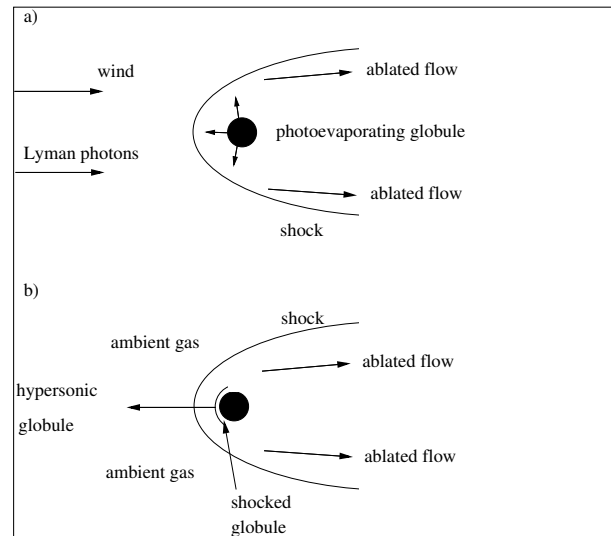 a)
wind
ablated flow
photoevaporating globule
Lyman photons
ablated flow
shock
b)
shock
ambient gas
ablated flow
hypersonic
globule
ablated flow
ambient gas
shocked
globule